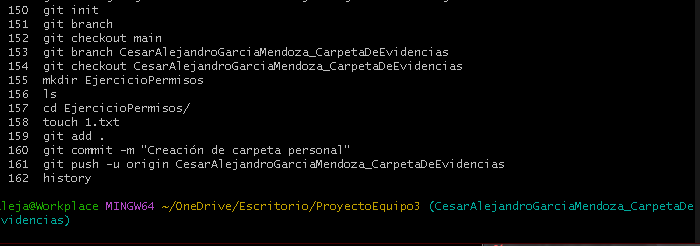 150 git init
151 git branch
152 git checkout main
153 git branch CesarAlejandroGarciaMendoza_CarpetaDeEvidencias
154 git checkout CesarAlejandroGarciaMendoza_CarpetaDeEvidencias
155 mkdir EjercicioPermisos
156 ls
157 cd EjercicioPermisos/
158 touch 1.txt
159 git add .
160 git commit -m "Creación de carpeta personal"
161 git push -u origin CesarAlejandroGarciaMendoza_CarpetaDeEvidencias
162 history
leja@Workplace MINGW64 ~/OneDrive/Escritorio/ProyectoEquipo3 (CesarAlejandroGarciaMendoza_CarpetaDe
videncias)